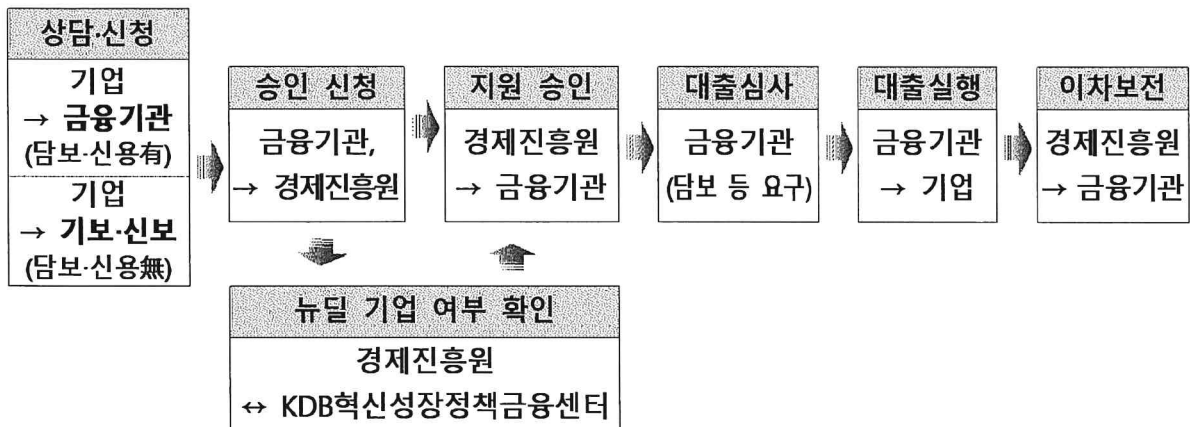 상담·신청
기업
→ 금융기관
(담보·신용有)
기업
→ 기보·신보
(담보·신용無)
승인 신청
금융기관,
→ 경제진흥원
지원 승인
경제진흥원
→ 금융기관
대출심사
금융기관
(담보 등 요구)
대출실행
금융기관
→ 기업
이차보전
경제진흥원
→ 금융기관
뉴딜 기업 여부 확인
경제진흥원
↔ KDB혁신성장정책금융센터